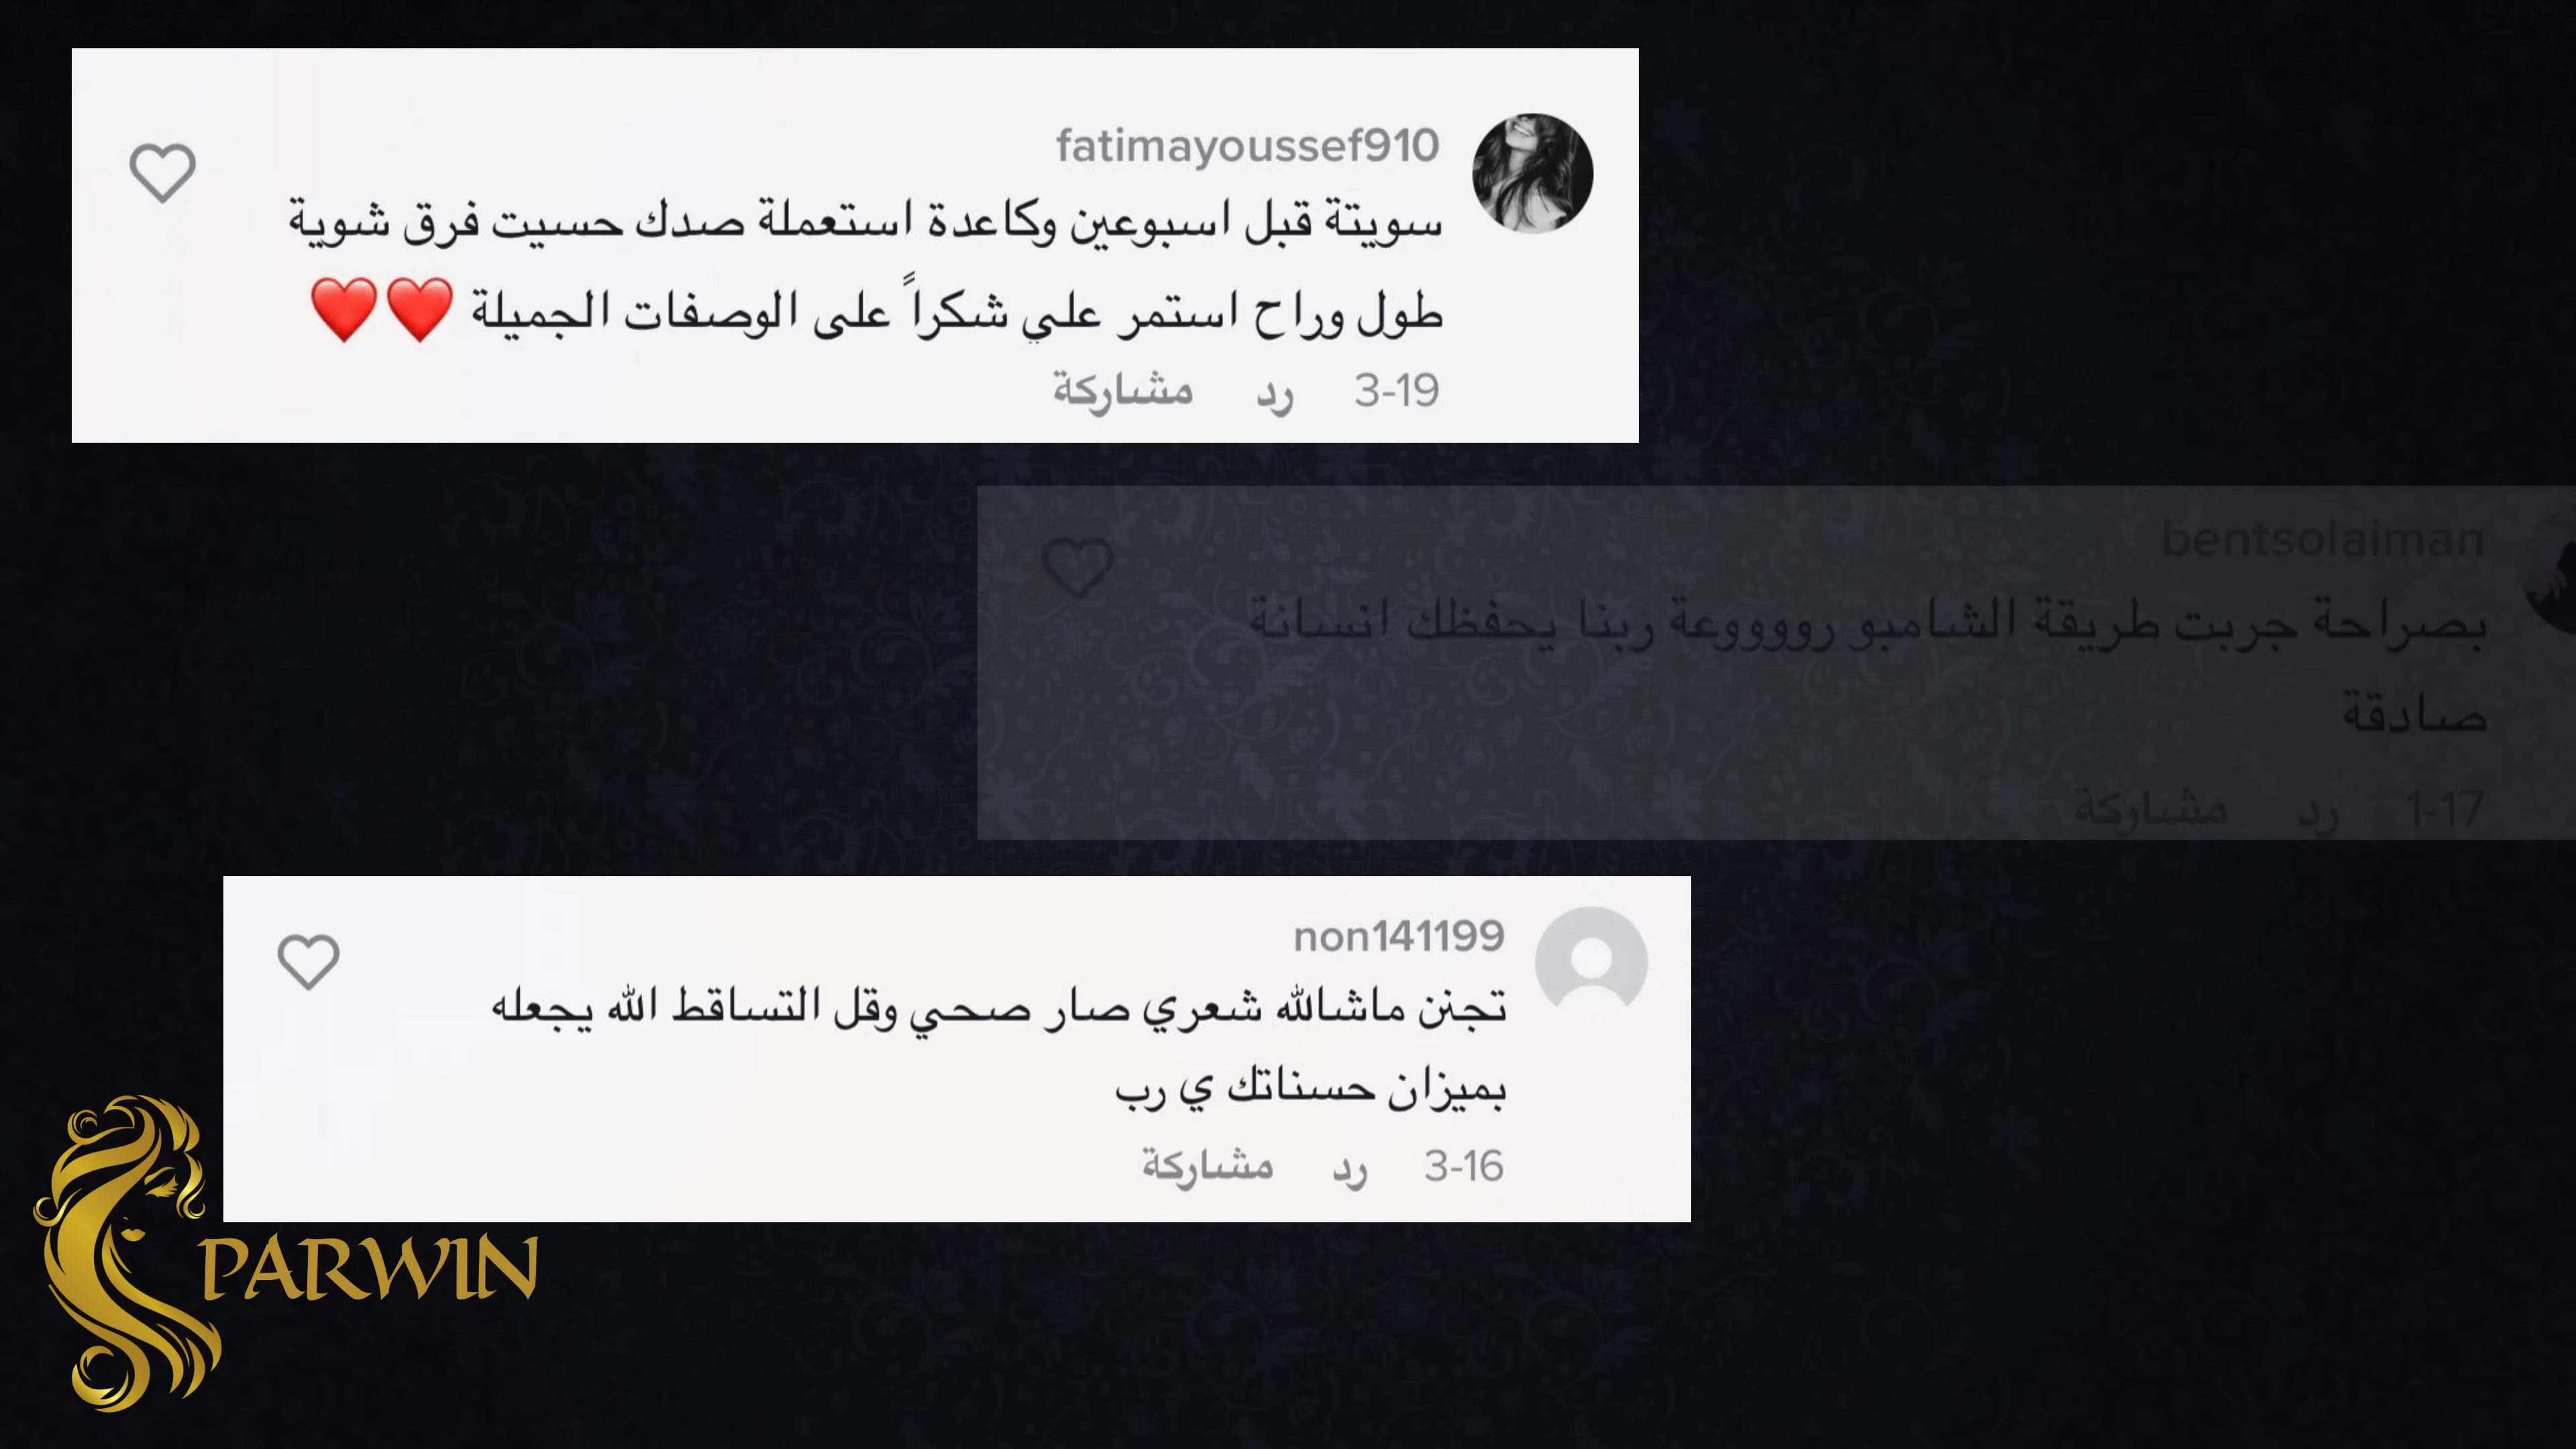 fatimayoussef910
سويتة قبل اسبوعين وكاعدة استعملة صدك حسيت فرق شوية
طول وراح استمر علي شكراً على الوصفات الجميلة ❤️❤️
3-19 رد مشاركة
bentsolaiman
بصراحة جربت طريقة الشامبو رووووعة ربنا يحفظك انسانة
صادقة
1-17 رد مشاركة
non141199
تجنن ماشالله شعري صار صحي وقل التساقط الله يجعله
بميزان حسناتك ي رب
3-16 رد مشاركة
PARWIN